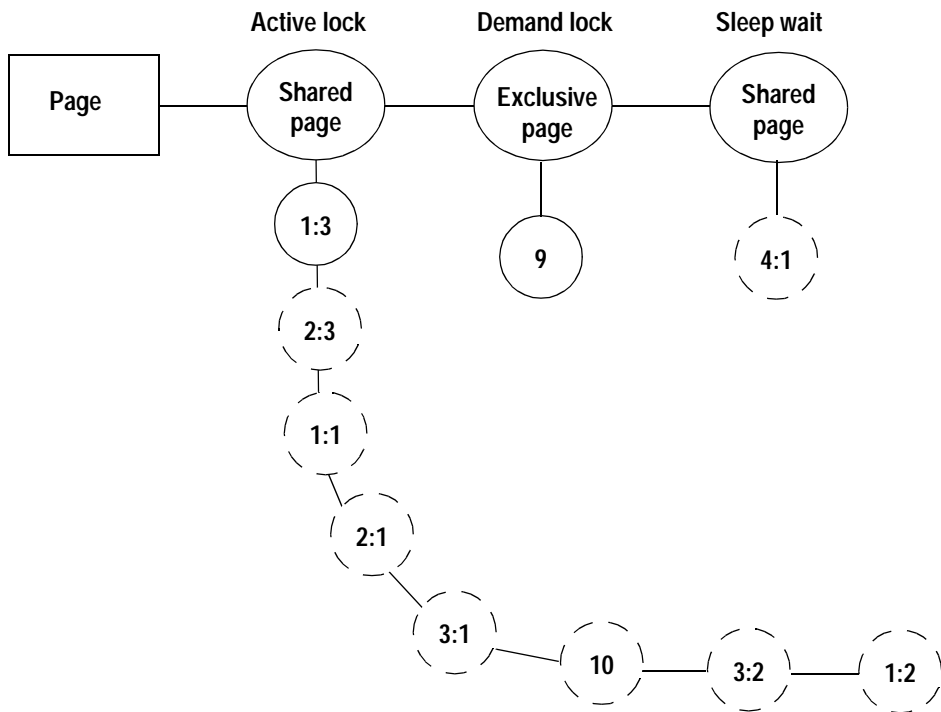 Active lock
Demand lock
Sleep wait
Page
Shared
page
Exclusive
page
Shared
page
1:3
9
4:1
2:3
1:1
2:1
3:1
10
3:2
1:2